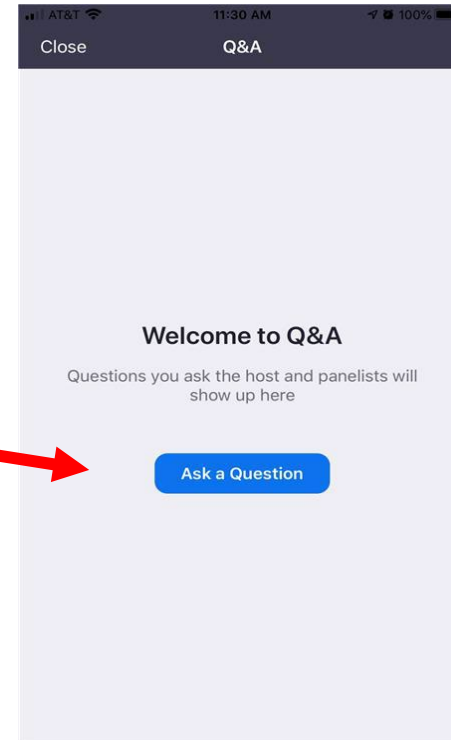 AT&T 11:30 AM 100%
Close Q&A
Welcome to Q&A
Questions you ask the host and panelists will
show up here
Ask a Question